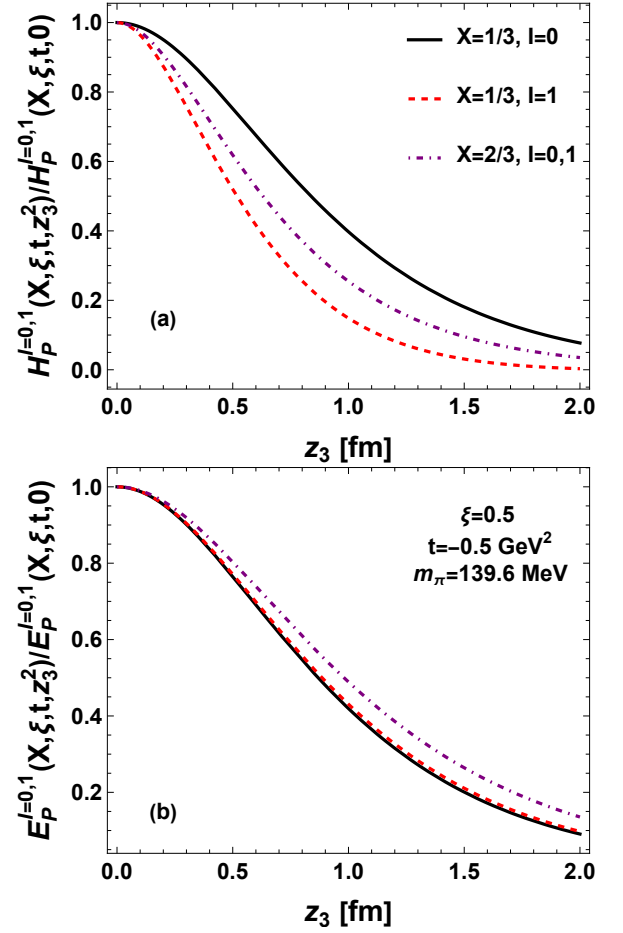 H_P^{I=0,1}(X,ξ,t,z_3^2)/H_P^{I=0,1}(X,ξ,t,0)
1.0
0.8
0.6
0.4
0.2
0.0
X=1/3, I=0
X=1/3, I=1
X=2/3, I=0,1
(a)
0.0 0.5 1.0 1.5 2.0
z_3 [fm]
E_P^{I=0,1}(X,ξ,t,z_3^2)/E_P^{I=0,1}(X,ξ,t,0)
1.0
0.8
0.6
0.4
0.2
ξ=0.5
t=-0.5 GeV^2
m_π=139.6 MeV
(b)
0.0 0.5 1.0 1.5 2.0
z_3 [fm]